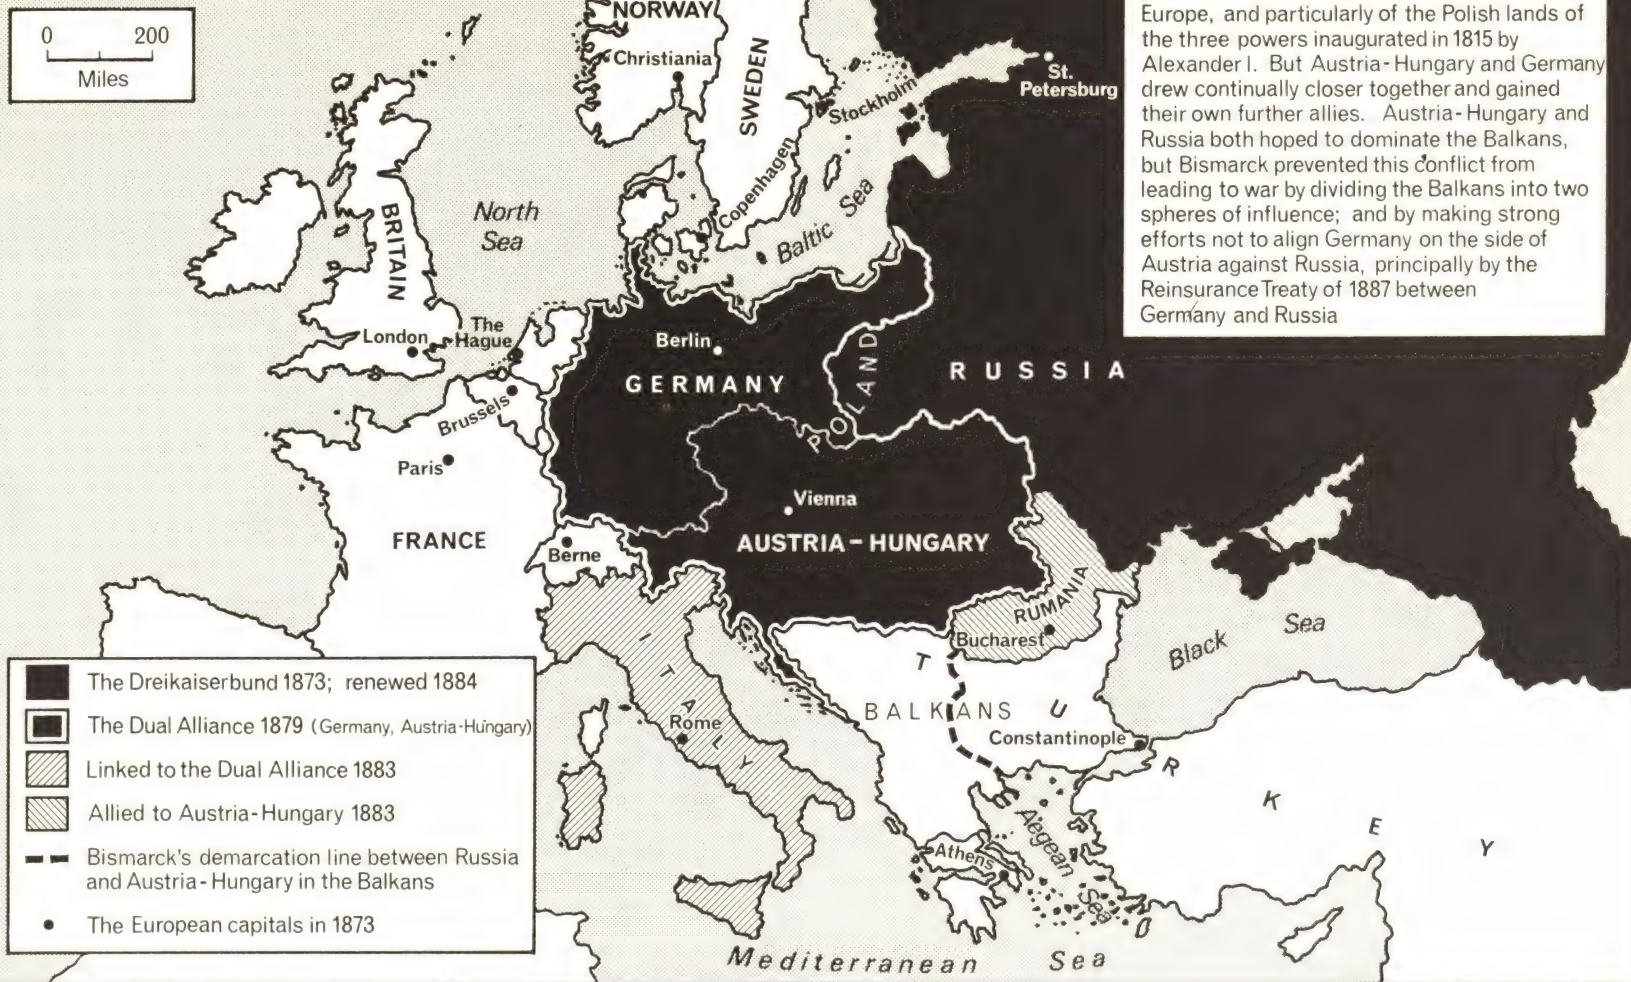 0 200
Miles
Europe, and particularly of the Polish lands of
the three powers inaugurated in 1815 by
Alexander I. But Austria-Hungary and Germany
drew continually closer together and gained
their own further allies. Austria-Hungary and
Russia both hoped to dominate the Balkans,
but Bismarck prevented this conflict from
leading to war by dividing the Balkans into two
spheres of influence; and by making strong
efforts not to align Germany on the side of
Austria against Russia, principally by the
Reinsurance Treaty of 1887 between
Germany and Russia
NORWAY
Christiania
SWEDEN
Stockholm
St.
Petersburg
Copenhagen
North
Sea
Baltic Sea
BRITAIN
London
The
Hague
Brussels
Berlin
GERMANY
POLAND
RUSSIA
Paris
Vienna
FRANCE
Berne
AUSTRIA-HUNGARY
RUMANIA
Bucharest
Black Sea
ITALY
Rome
BALKANS
TURKEY
Constantinople
Athens
Aegean Sea
Mediterranean Sea
The Dreikaiserbund 1873; renewed 1884
The Dual Alliance 1879 (Germany, Austria-Hungary)
Linked to the Dual Alliance 1883
Allied to Austria-Hungary 1883
Bismarck's demarcation line between Russia
and Austria-Hungary in the Balkans
The European capitals in 1873